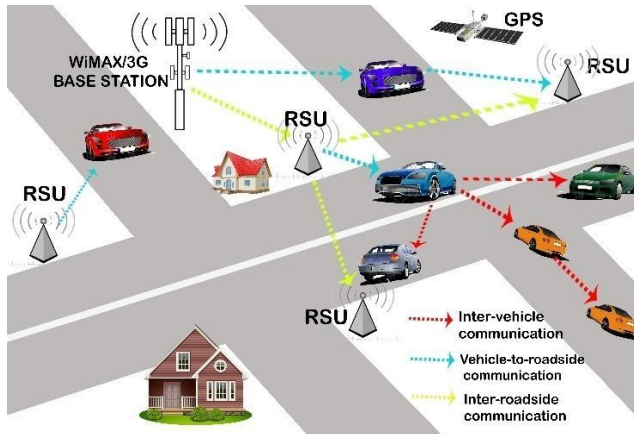 GPS
WiMAX/3G
BASE STATION
RSU
RSU
RSU
RSU
Inter-vehicle
communication
Vehicle-to-roadside
communication
Inter-roadside
communication